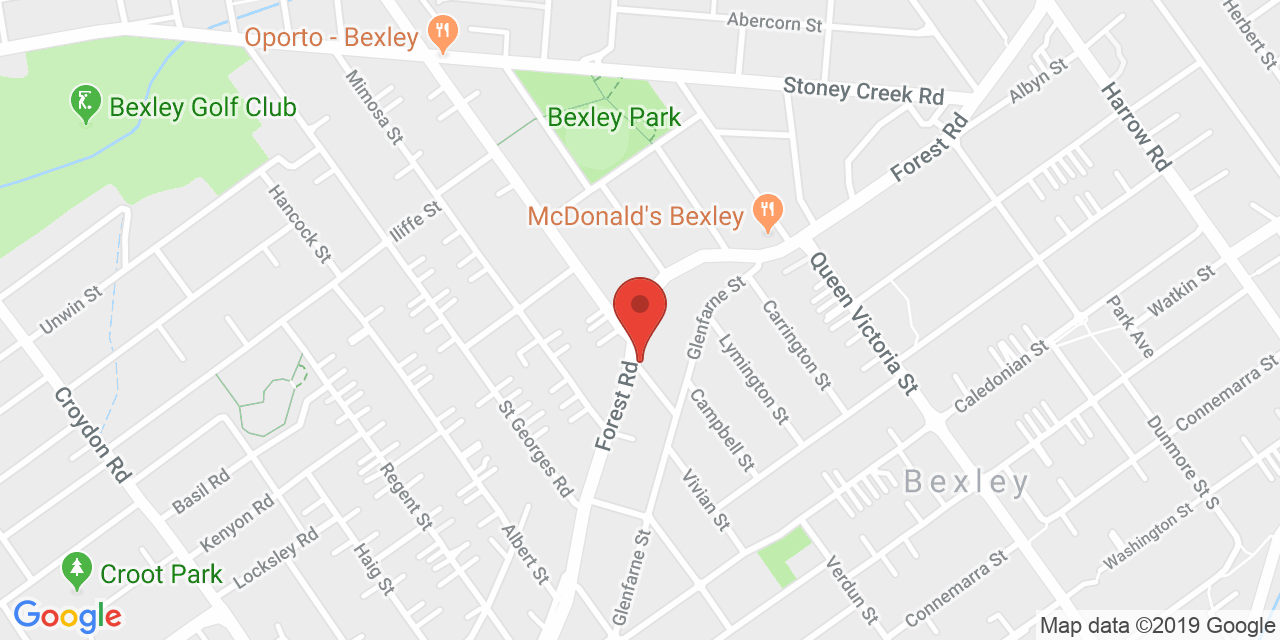 Abercorn St
Herbert St
Oporto - Bexley
Mimosa St
Stoney Creek Rd
Albyn St
Harrow Rd
Bexley Golf Club
Bexley Park
Forest Rd
Hancock St
Iliffe St
McDonald's Bexley
Unwin St
Queen Victoria St
Glenfarne St
Carrington St
Lymington St
Watkin St
Park Ave
Caledonian St
Connemarra St
Croydon Rd
St Georges Rd
Forest Rd
Campbell St
Dunmore St S
Basil Rd
Regent St
Vivian St
Bexley
Kenyon Rd
Washington St
Locksley Rd
Haig St
Albert St
Glenfarne St
Verdun St
Connemarra St
Croot Park
Google
Map data ©2019 Google